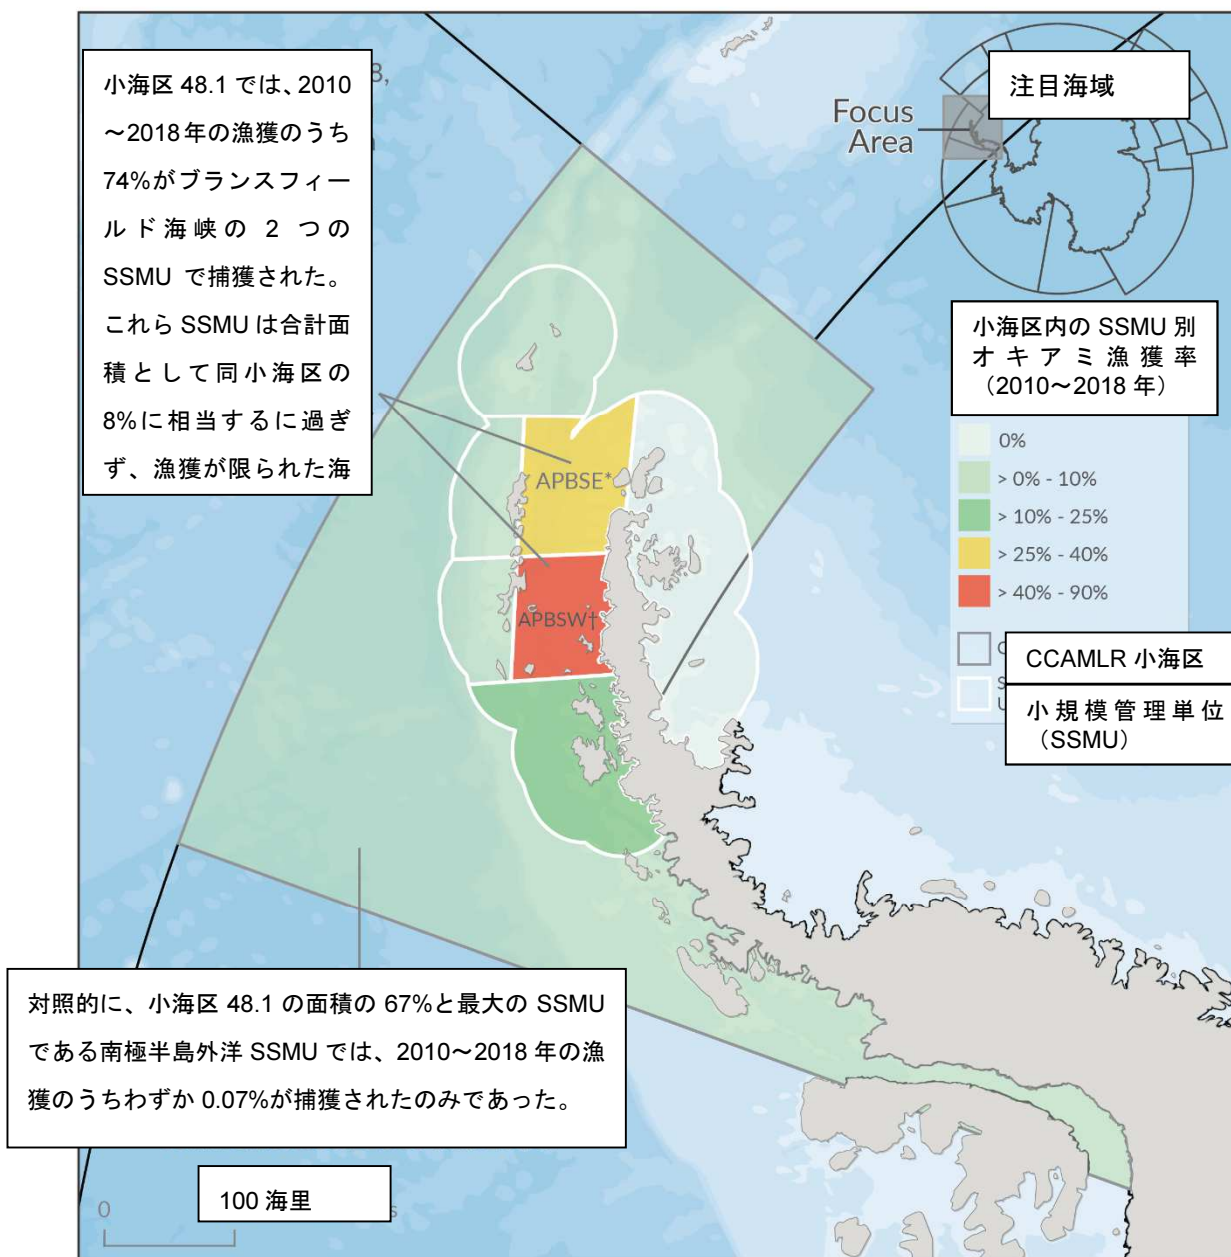 小海区 48.1 では、2010
～2018 年の漁獲のうち
74%がブランスフィー
ルド海峡の 2 つの
SSMU で捕獲された。
これら SSMU は合計面
積として同小海区の
8%に相当するに過ぎ
ず、漁獲が限られた海
8,
Focus
Area
注目海域
小海区内の SSMU 別
オキアミ漁獲率
（2010～2018 年）
0%
> 0% - 10%
> 10% - 25%
> 25% - 40%
> 40% - 90%
CCAMLR 小海区
小規模管理単位
（SSMU）
APBSE*
APBSW†
対照的に、小海区 48.1 の面積の 67%と最大の SSMU
である南極半島外洋 SSMU では、2010～2018 年の漁
獲のうちわずか 0.07%が捕獲されたのみであった。
100 海里
0
s